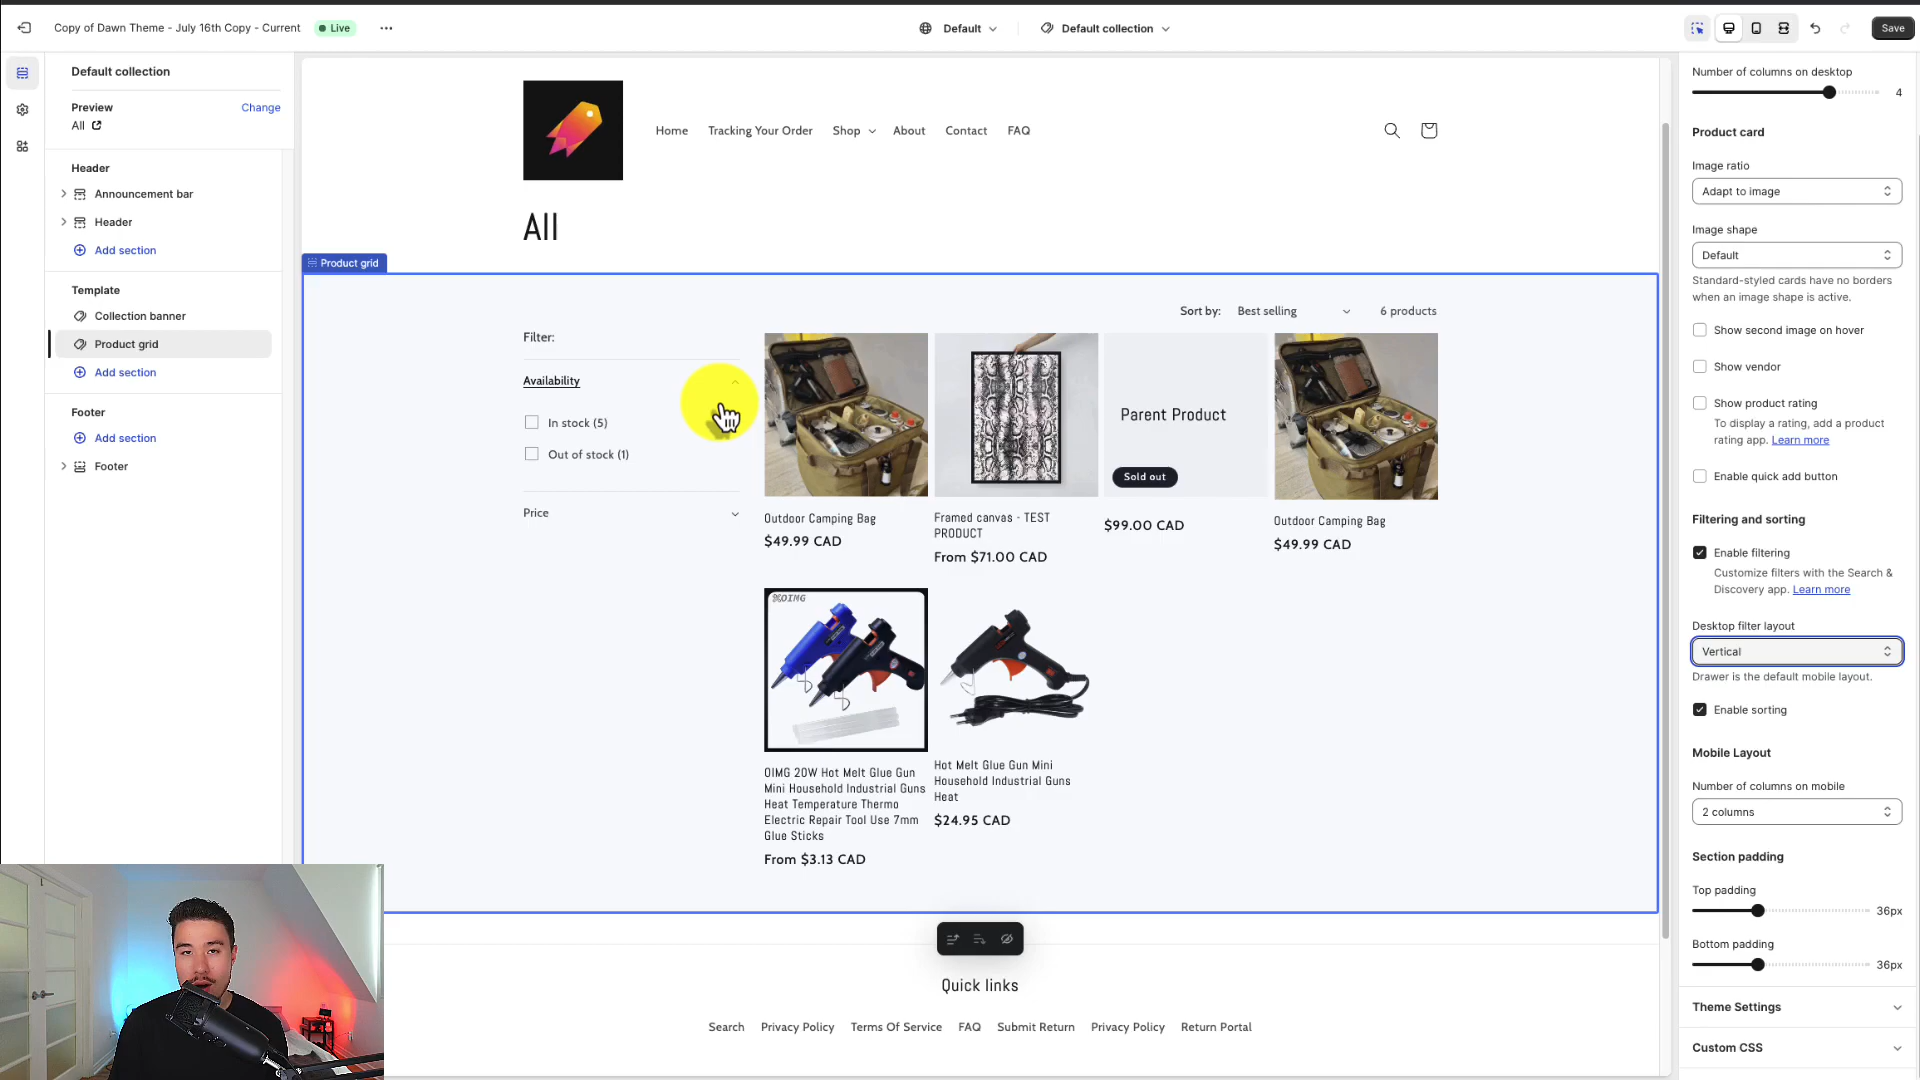 Copy of Dawn Theme - July 16th Copy - Current
Live
Default
Default collection
Save
Default collection
Preview
Change
All
Header
Announcement bar
Header
Add section
Template
Collection banner
Product grid
Add section
Footer
Add section
Footer
Home
Tracking Your Order
Shop
About
Contact
FAQ
All
Product grid
Sort by:
Best selling
6 products
Filter:
Availability
In stock (5)
Out of stock (1)
Price
Outdoor Camping Bag
$49.99 CAD
Framed canvas - TEST
PRODUCT
From $71.00 CAD
Parent Product
Sold out
$99.00 CAD
Outdoor Camping Bag
$49.99 CAD
OIMG 20W Hot Melt Glue Gun
Mini Household Industrial Guns
Heat Temperature Thermo
Electric Repair Tool Use 7mm
Glue Sticks
From $3.13 CAD
Hot Melt Glue Gun Mini
Household Industrial Guns
Heat
$24.95 CAD
Quick links
Search
Privacy Policy
Terms Of Service
FAQ
Submit Return
Privacy Policy
Return Portal
Number of columns on desktop
4
Product card
Image ratio
Adapt to image
Image shape
Default
Standard-styled cards have no borders
when an image shape is active.
Show second image on hover
Show vendor
Show product rating
To display a rating, add a product
rating app. Learn more
Enable quick add button
Filtering and sorting
Enable filtering
Customize filters with the Search &
Discovery app. Learn more
Desktop filter layout
Vertical
Drawer is the default mobile layout.
Enable sorting
Mobile Layout
Number of columns on mobile
2 columns
Section padding
Top padding
36px
Bottom padding
36px
Theme Settings
Custom CSS